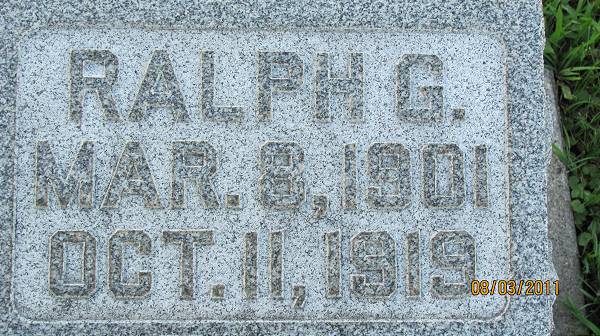 RALPH G.
MAR. 8, 1901
OCT. 11, 1919
08/03/2011